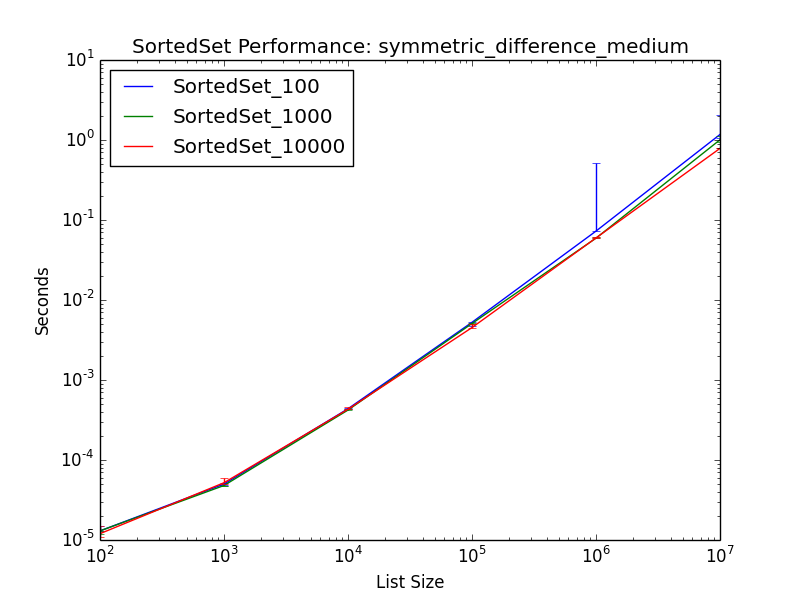 SortedSet Performance: symmetric_difference_medium
10^1
SortedSet_100
SortedSet_1000
SortedSet_10000
10^0
10^-1
10^-2
10^-3
10^-4
10^-5
Seconds
10^2 10^3 10^4 10^5 10^6 10^7
List Size